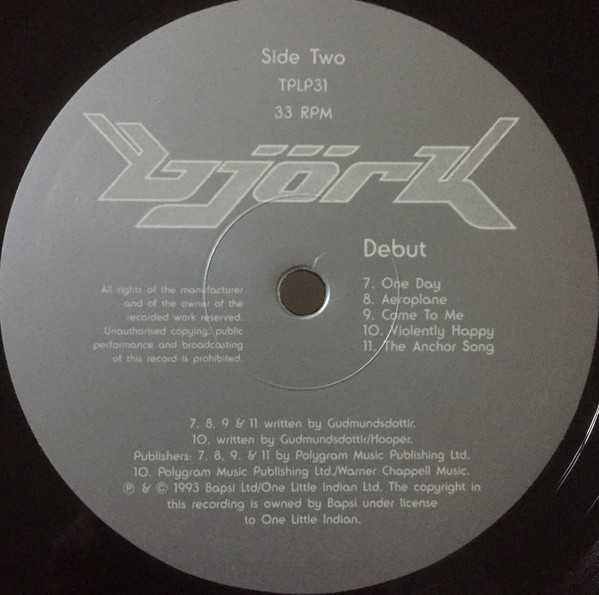 Side Two
TPLP31
33 RPM
björk
Debut
7. One Day
8. Aeroplane
9. Come To Me
10. Violently Happy
11. The Anchor Song
All rights of the manufacturer
and of the owner of the
recorded work reserved.
Unauthorised copying, public
performance and broadcasting
of this record is prohibited.
7. 8. 9 & 11 written by Gudmundsdottir.
10. written by Gudmundsdottir/Hooper.
Publishers: 7. 8. 9. & 11 by Polygram Music Publishing Ltd.
10. Polygram Music Publishing Ltd./Warner Chappell Music.
℗ & © 1993 Bapsi Ltd/One Little Indian Ltd. The copyright in
this recording is owned by Bapsi under license
to One Little Indian.